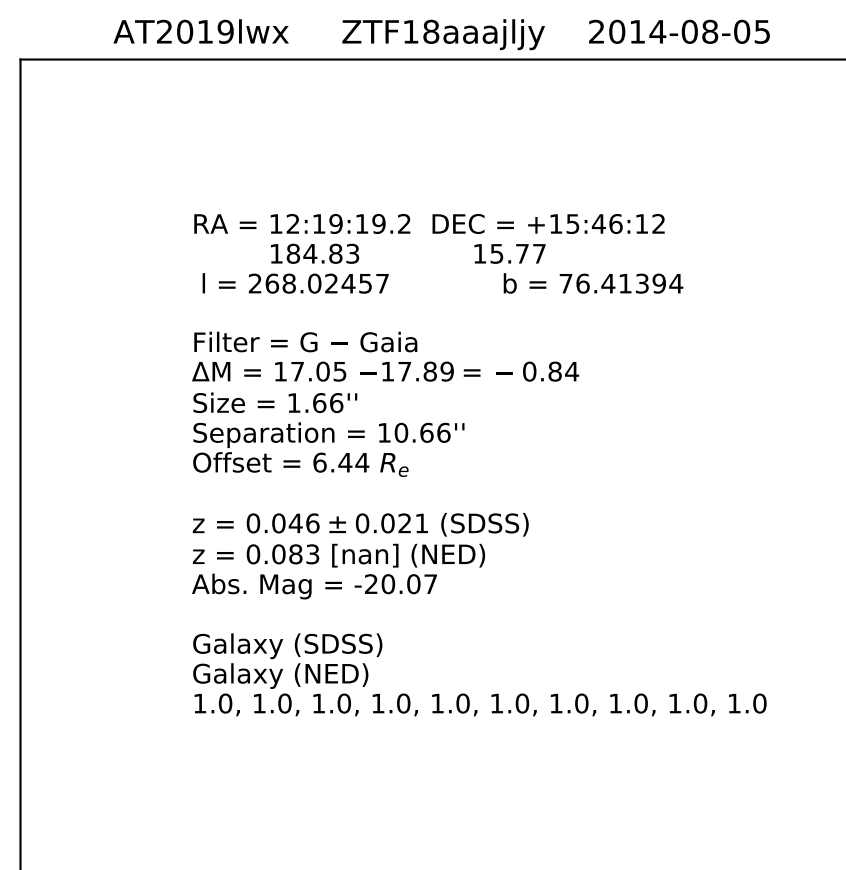 AT2019lwx ZTF18aaajljy 2014-08-05
RA = 12:19:19.2 DEC = +15:46:12
184.83 15.77
l = 268.02457 b = 76.41394
Filter = G − Gaia
ΔM = 17.05 −17.89 = − 0.84
Size = 1.66''
Separation = 10.66''
Offset = 6.44 Rₑ
z = 0.046 ± 0.021 (SDSS)
z = 0.083 [nan] (NED)
Abs. Mag = -20.07
Galaxy (SDSS)
Galaxy (NED)
1.0, 1.0, 1.0, 1.0, 1.0, 1.0, 1.0, 1.0, 1.0, 1.0